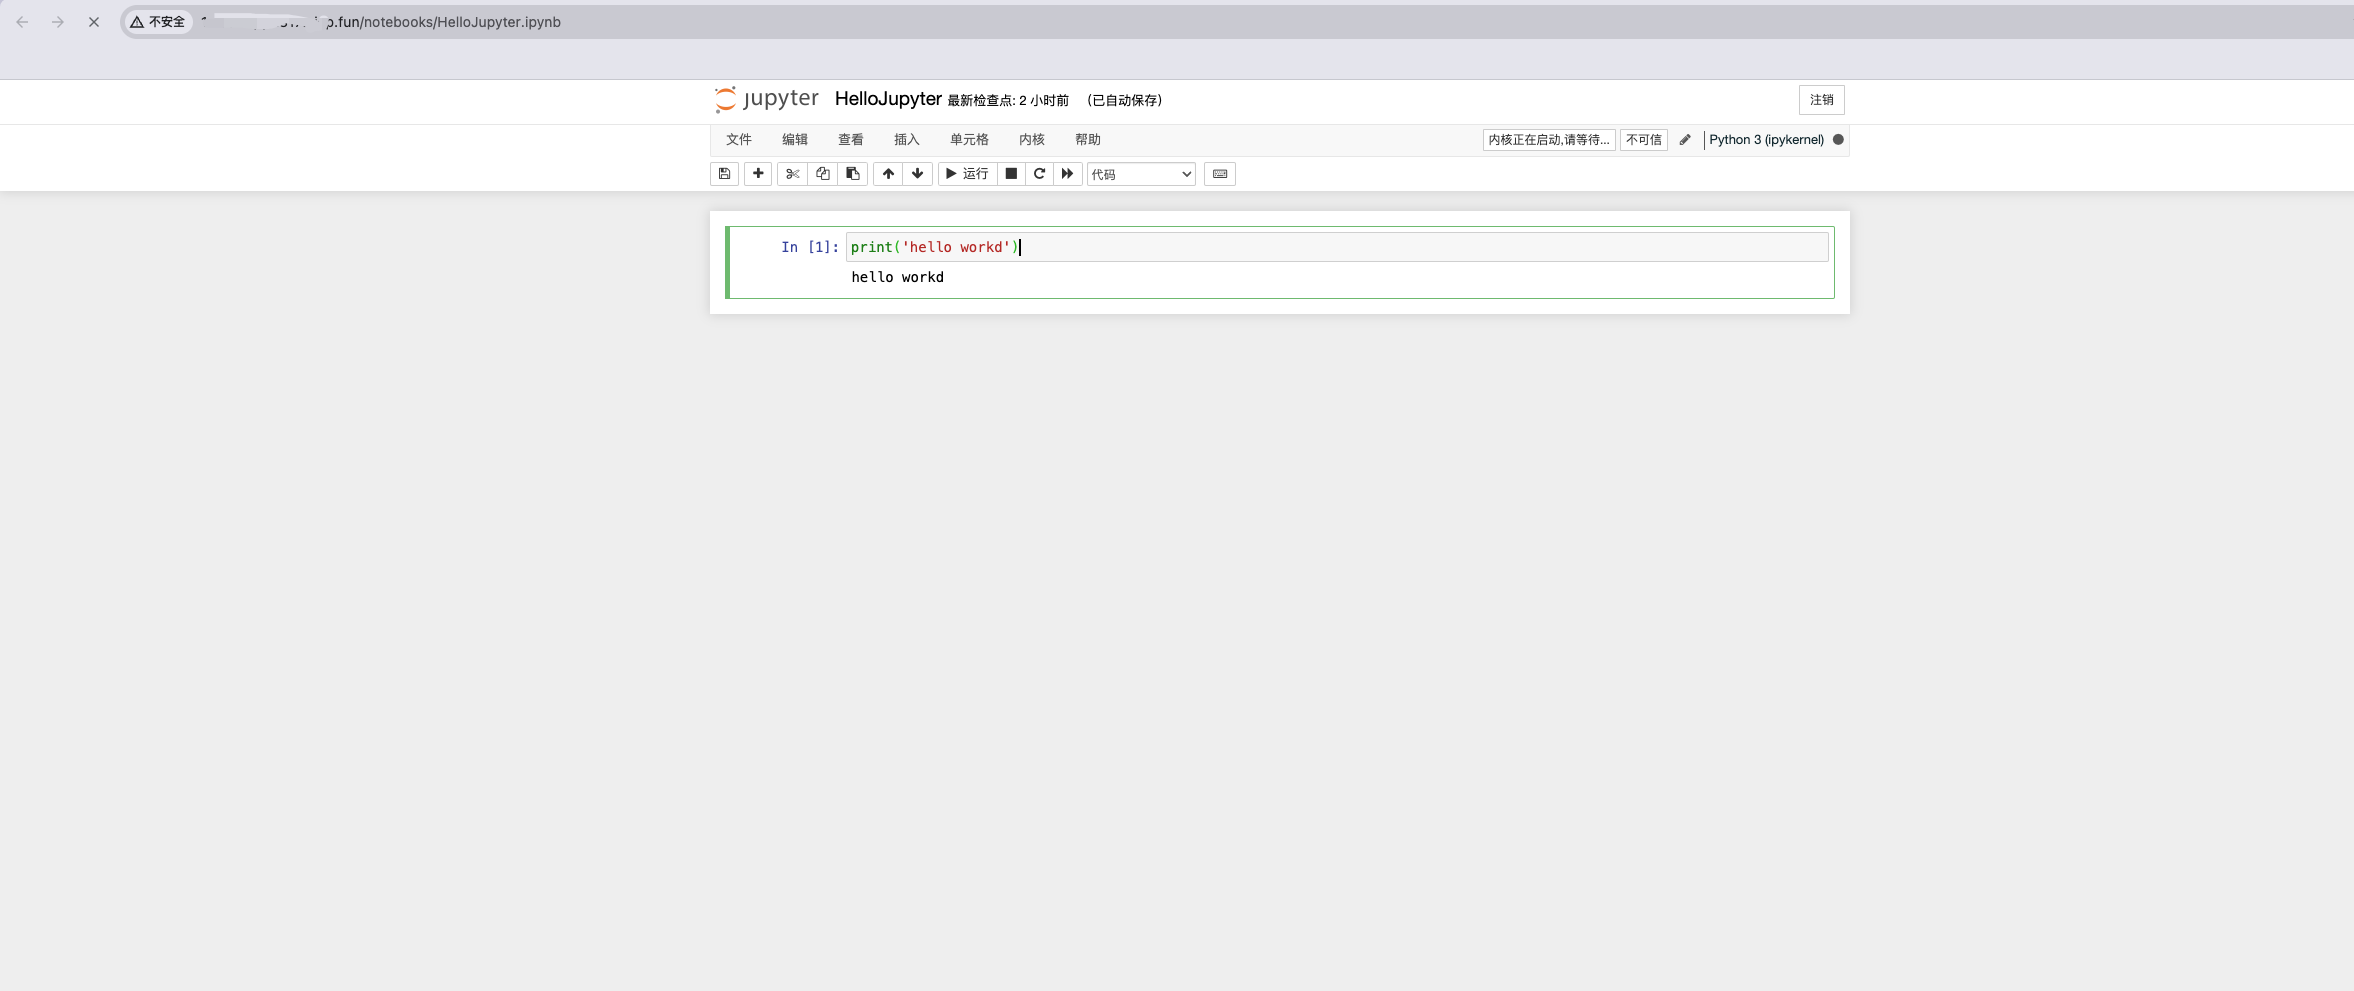 不安全 p.fun/notebooks/HelloJupyter.ipynb
jupyter HelloJupyter 最新检查点: 2 小时前 (已自动保存) 注销
文件 编辑 查看 插入 单元格 内核 帮助 内核正在启动,请等待... 不可信 Python 3 (ipykernel)
运行 代码
In [1]: print('hello workd')
hello workd